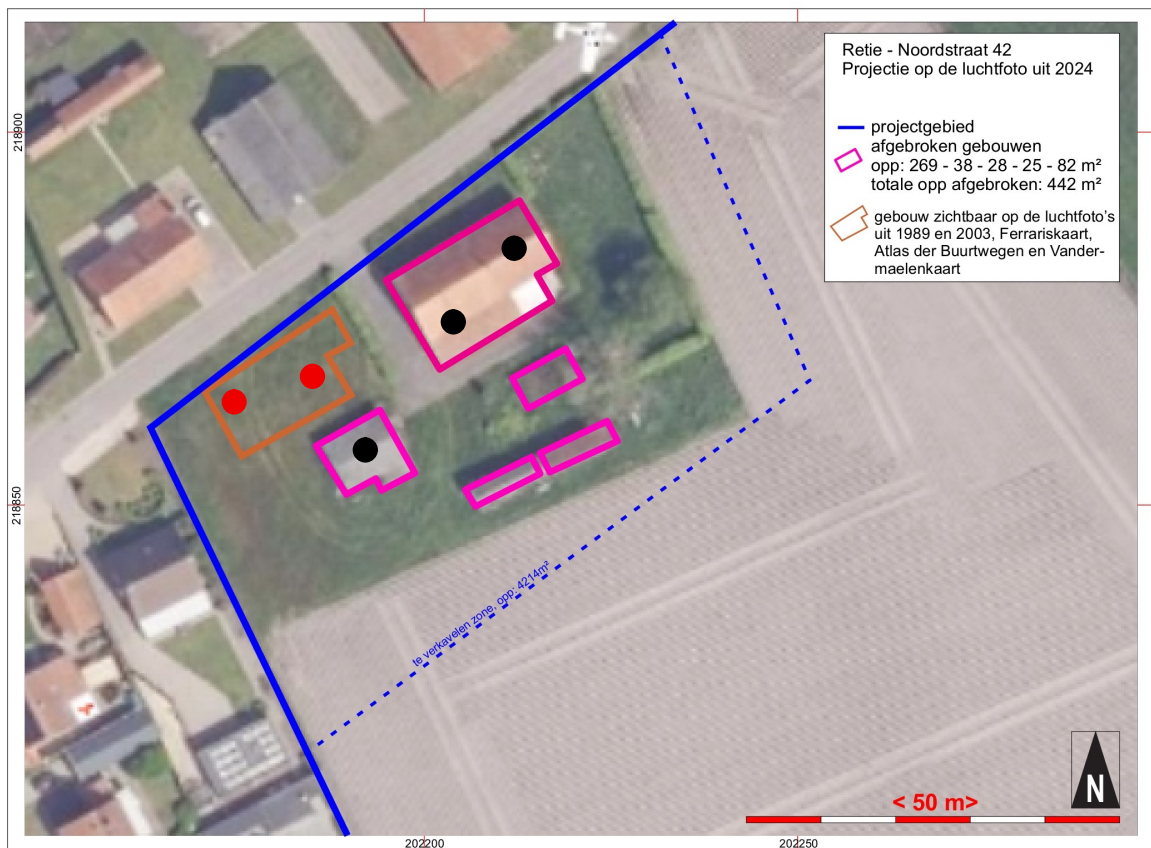 Retie - Noordstraat 42
Projectie op de luchtfoto uit 2024
projectgebied
afgebroken gebouwen
opp: 269 - 38 - 28 - 25 - 82 m²
totale opp afgebroken: 442 m²
gebouw zichtbaar op de luchtfoto's
uit 1989 en 2003, Ferrariskaart,
Atlas der Buurtwegen en Vander-
maelenkaart
218900
218850
te verkavelen zone, opp: 4214m²
N
< 50 m>
202200
202250